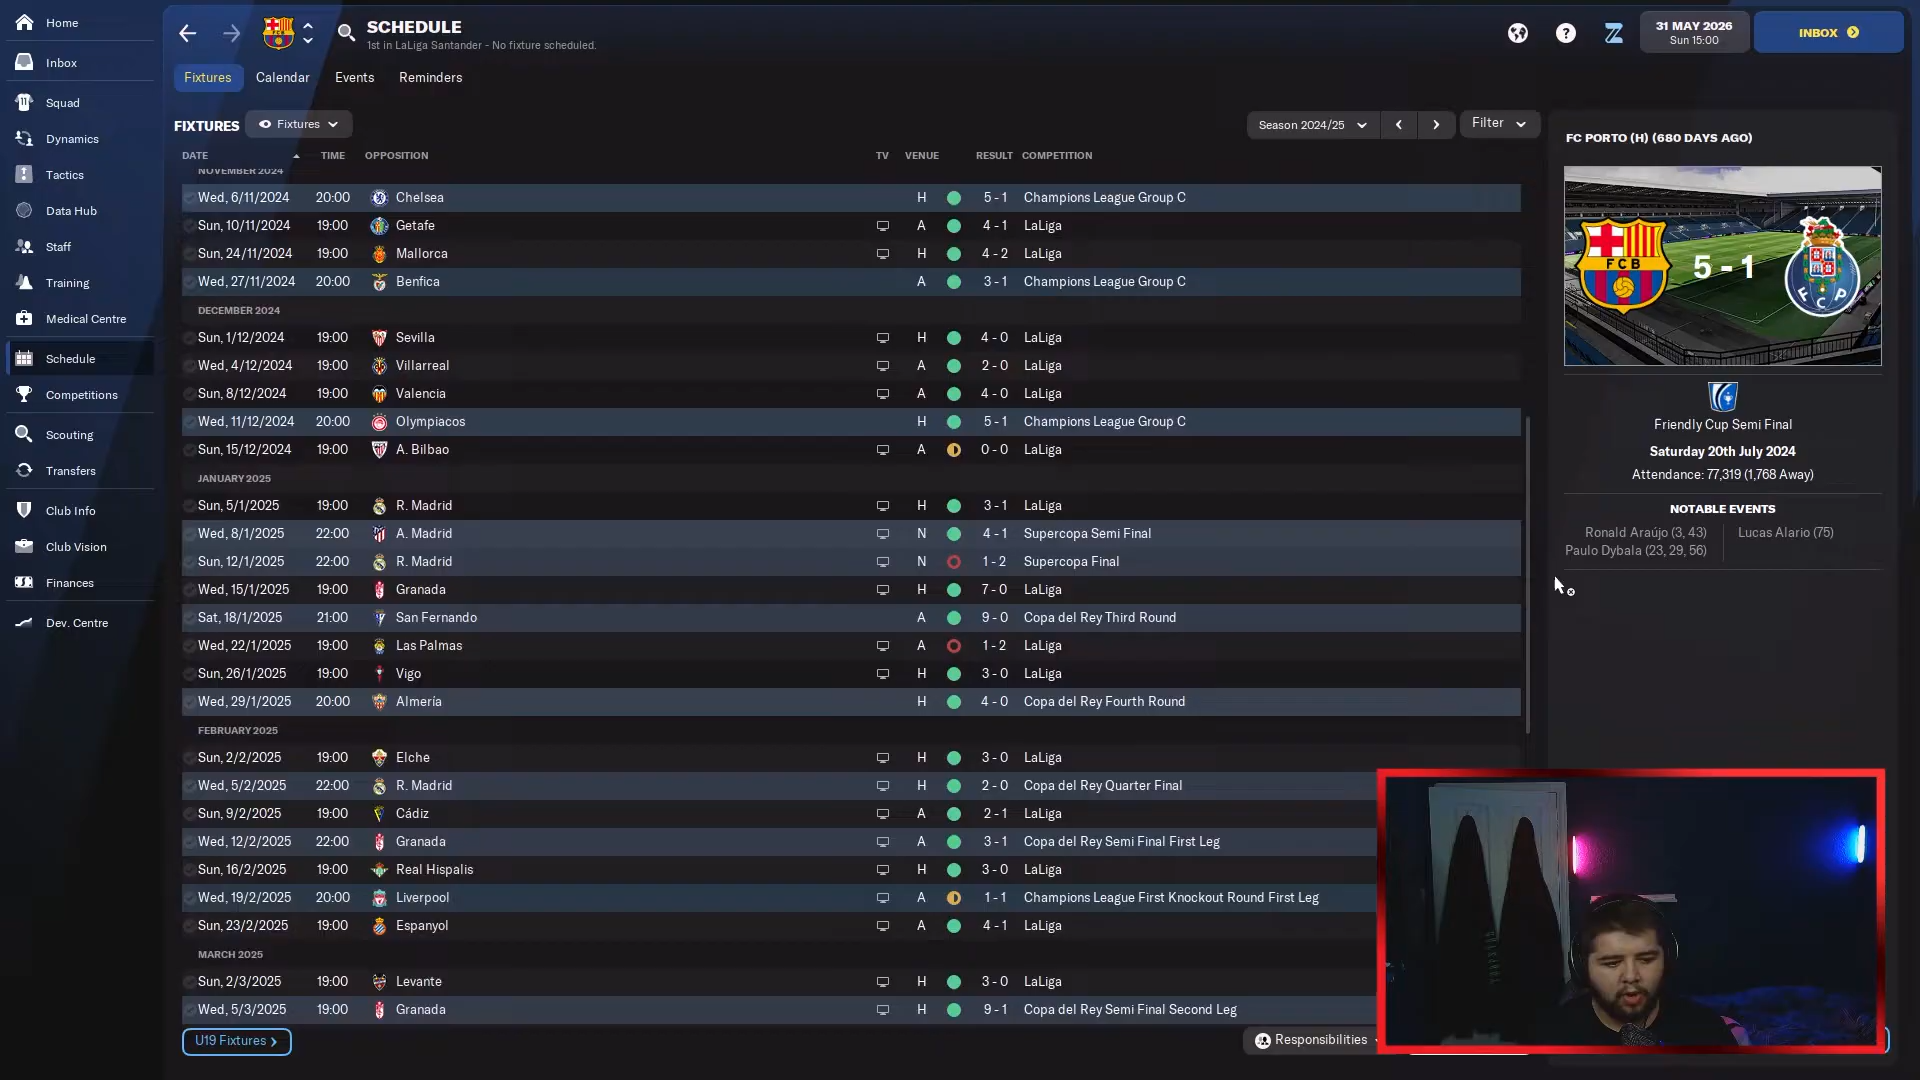 Home
Inbox
Squad
Dynamics
Tactics
Data Hub
Staff
Training
Medical Centre
Schedule
Competitions
Scouting
Transfers
Club Info
Club Vision
Finances
Dev. Centre
SCHEDULE
1st in LaLiga Santander - No fixture scheduled.
31 MAY 2026
Sun 15:00
INBOX
Fixtures Calendar Events Reminders
FIXTURES Fixtures Season 2024/25 Filter
DATE TIME OPPOSITION TV VENUE RESULT COMPETITION
NOVEMBER 2024
Wed, 6/11/2024 20:00 Chelsea H 5 - 1 Champions League Group C
Sun, 10/11/2024 19:00 Getafe A 4 - 1 LaLiga
Sun, 24/11/2024 19:00 Mallorca H 4 - 2 LaLiga
Wed, 27/11/2024 20:00 Benfica A 3 - 1 Champions League Group C
DECEMBER 2024
Sun, 1/12/2024 19:00 Sevilla H 4 - 0 LaLiga
Wed, 4/12/2024 19:00 Villarreal A 2 - 0 LaLiga
Sun, 8/12/2024 19:00 Valencia A 4 - 0 LaLiga
Wed, 11/12/2024 20:00 Olympiacos H 5 - 1 Champions League Group C
Sun, 15/12/2024 19:00 A. Bilbao A 0 - 0 LaLiga
JANUARY 2025
Sun, 5/1/2025 19:00 R. Madrid H 3 - 1 LaLiga
Wed, 8/1/2025 22:00 A. Madrid N 4 - 1 Supercopa Semi Final
Sun, 12/1/2025 22:00 R. Madrid N 1 - 2 Supercopa Final
Wed, 15/1/2025 19:00 Granada H 7 - 0 LaLiga
Sat, 18/1/2025 21:00 San Fernando A 9 - 0 Copa del Rey Third Round
Wed, 22/1/2025 19:00 Las Palmas A 1 - 2 LaLiga
Sun, 26/1/2025 19:00 Vigo H 3 - 0 LaLiga
Wed, 29/1/2025 20:00 Almería H 4 - 0 Copa del Rey Fourth Round
FEBRUARY 2025
Sun, 2/2/2025 19:00 Elche H 3 - 0 LaLiga
Wed, 5/2/2025 22:00 R. Madrid H 2 - 0 Copa del Rey Quarter Final
Sun, 9/2/2025 19:00 Cádiz A 2 - 1 LaLiga
Wed, 12/2/2025 22:00 Granada A 3 - 1 Copa del Rey Semi Final First Leg
Sun, 16/2/2025 19:00 Real Hispalis H 3 - 0 LaLiga
Wed, 19/2/2025 20:00 Liverpool A 1 - 1 Champions League First Knockout Round First Leg
Sun, 23/2/2025 19:00 Espanyol A 4 - 1 LaLiga
MARCH 2025
Sun, 2/3/2025 19:00 Levante H 3 - 0 LaLiga
Wed, 5/3/2025 19:00 Granada H 9 - 1 Copa del Rey Semi Final Second Leg
U19 Fixtures
Responsibilities
FC PORTO (H) (680 DAYS AGO)
FCB 5 - 1 FCP
Friendly Cup Semi Final
Saturday 20th July 2024
Attendance: 77,319 (1,768 Away)
NOTABLE EVENTS
Ronald Araújo (3, 43) Lucas Alario (75)
Paulo Dybala (23, 29, 56)